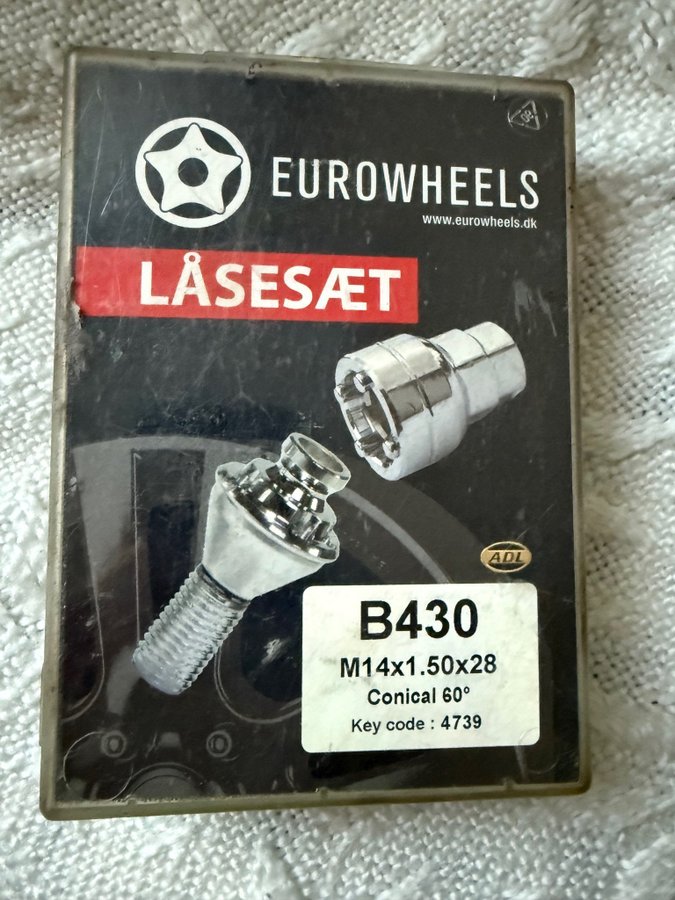 EUROWHEELS
www.eurowheels.dk
LÅSESÆT
ADL
B430
M14x1.50x28
Conical 60°
Key code : 4739